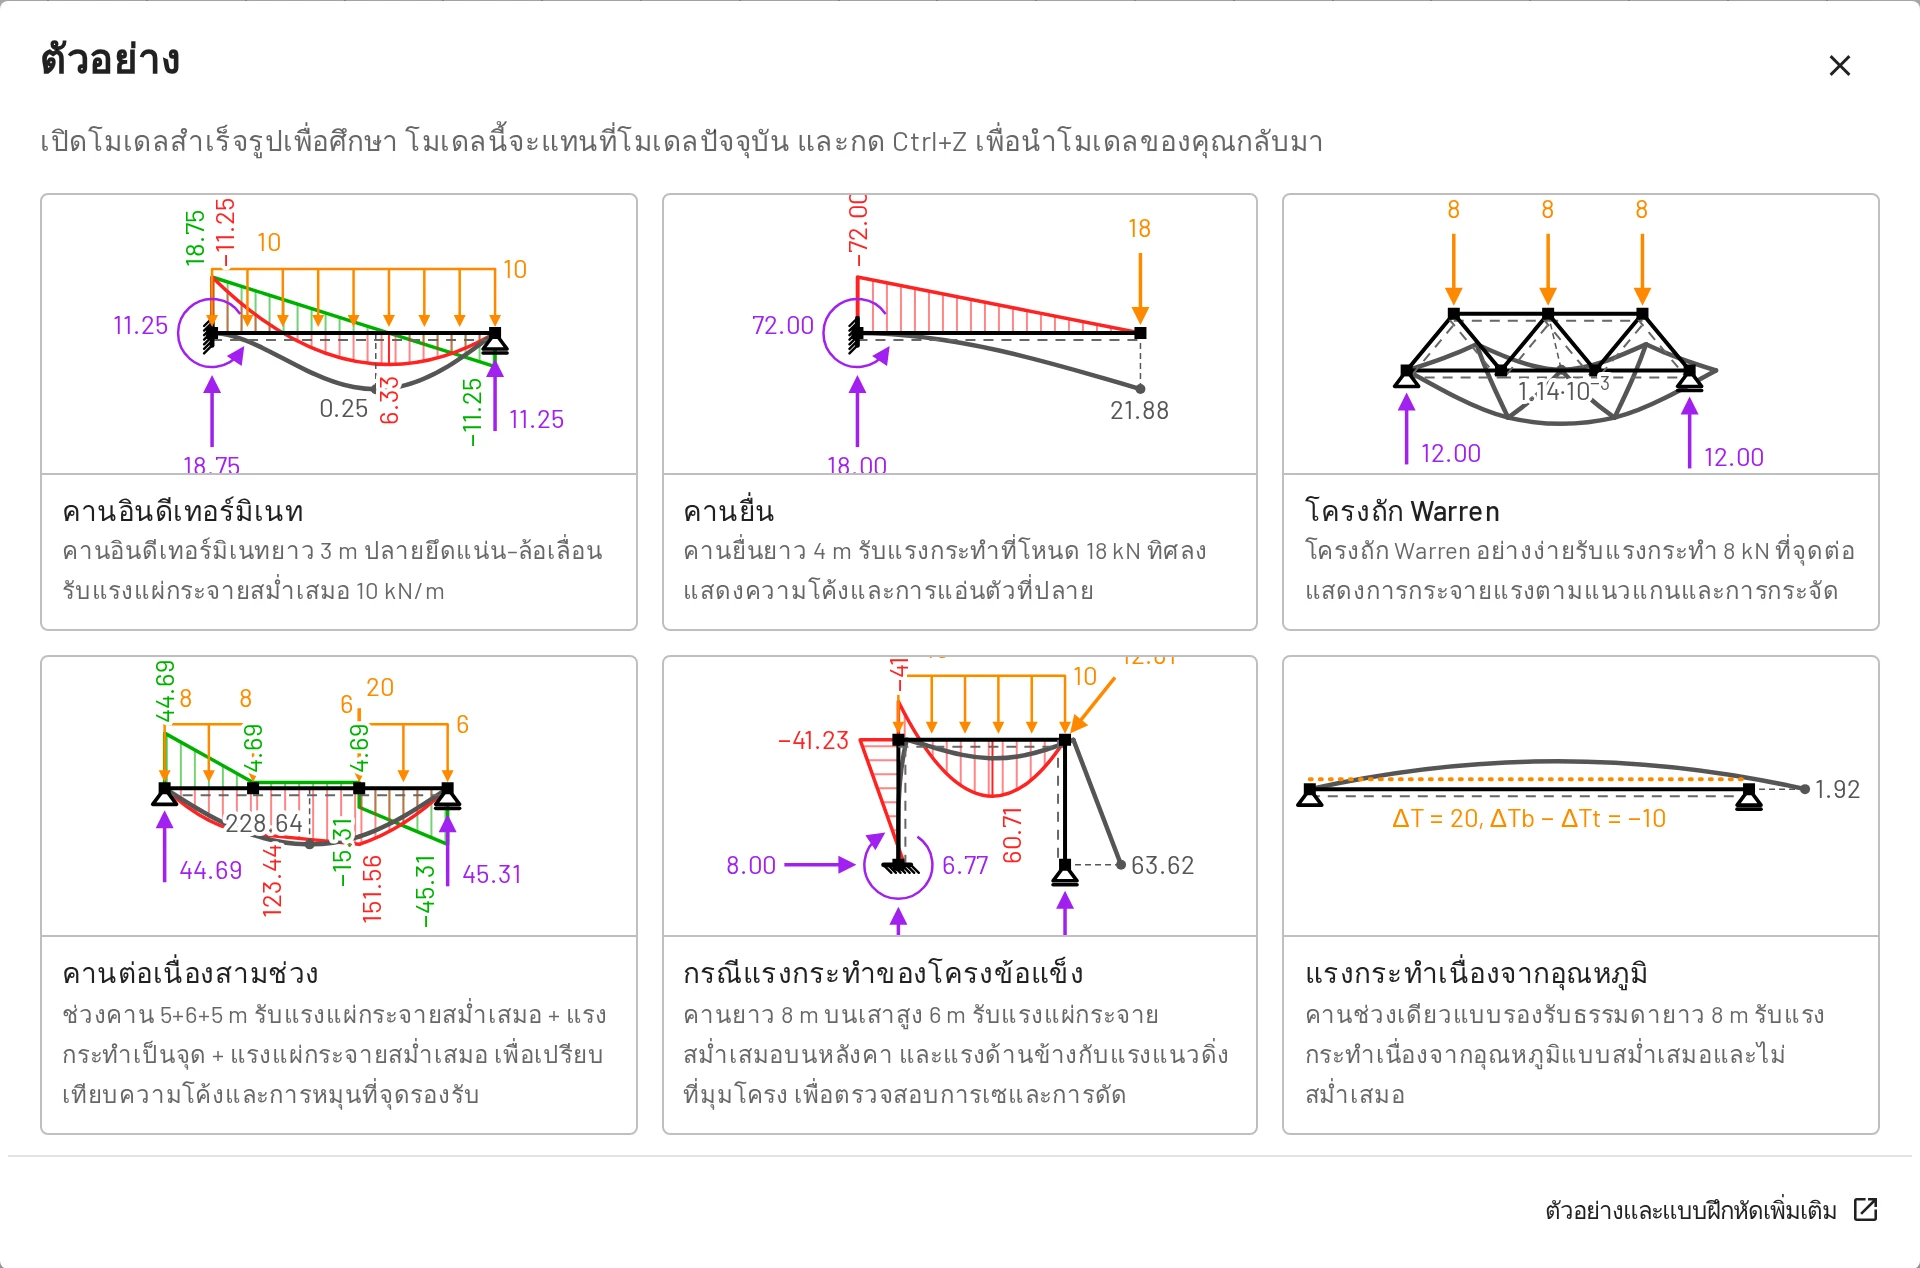 ตัวอย่าง
เปิดโมเดลสำเร็จรูปเพื่อศึกษา โมเดลนี้จะแทนที่โมเดลปัจจุบัน และกด Ctrl+Z เพื่อนำโมเดลของคุณกลับมา
18.75
−11.25
10
10
11.25
0.25
6.33
−11.25
11.25
18.75
คานอินดีเทอร์มิเนท
คานอินดีเทอร์มิเนทยาว 3 m ปลายยึดแน่น–ล้อเลื่อน
รับแรงแผ่กระจายสม่ำเสมอ 10 kN/m
−72.00
18
72.00
21.88
18.00
คานยื่น
คานยื่นยาว 4 m รับแรงกระทำที่โหนด 18 kN ทิศลง
แสดงความโค้งและการแอ่นตัวที่ปลาย
8
8
8
1.14·10⁻³
12.00
12.00
โครงถัก Warren
โครงถัก Warren อย่างง่ายรับแรงกระทำ 8 kN ที่จุดต่อ
แสดงการกระจายแรงตามแนวแกนและการกระจัด
44.69
8
8
4.69
6
20
4.69
6
228.64
44.69
123.44
−15.31
151.56
−45.31
45.31
คานต่อเนื่องสามช่วง
ช่วงคาน 5+6+5 m รับแรงแผ่กระจายสม่ำเสมอ + แรง
กระทำเป็นจุด + แรงแผ่กระจายสม่ำเสมอ เพื่อเปรียบ
เทียบความโค้งและการหมุนที่จุดรองรับ
−41
10
−41.23
8.00
6.77
60.71
63.62
กรณีแรงกระทำของโครงข้อแข็ง
คานยาว 8 m บนเสาสูง 6 m รับแรงแผ่กระจาย
สม่ำเสมอบนหลังคา และแรงด้านข้างกับแรงแนวดิ่ง
ที่มุมโครง เพื่อตรวจสอบการเซและการดัด
1.92
ΔT = 20, ΔTb − ΔTt = −10
แรงกระทำเนื่องจากอุณหภูมิ
คานช่วงเดียวแบบรองรับธรรมดายาว 8 m รับแรง
กระทำเนื่องจากอุณหภูมิแบบสม่ำเสมอและไม่
สม่ำเสมอ
ตัวอย่างและแบบฝึกหัดเพิ่มเติม